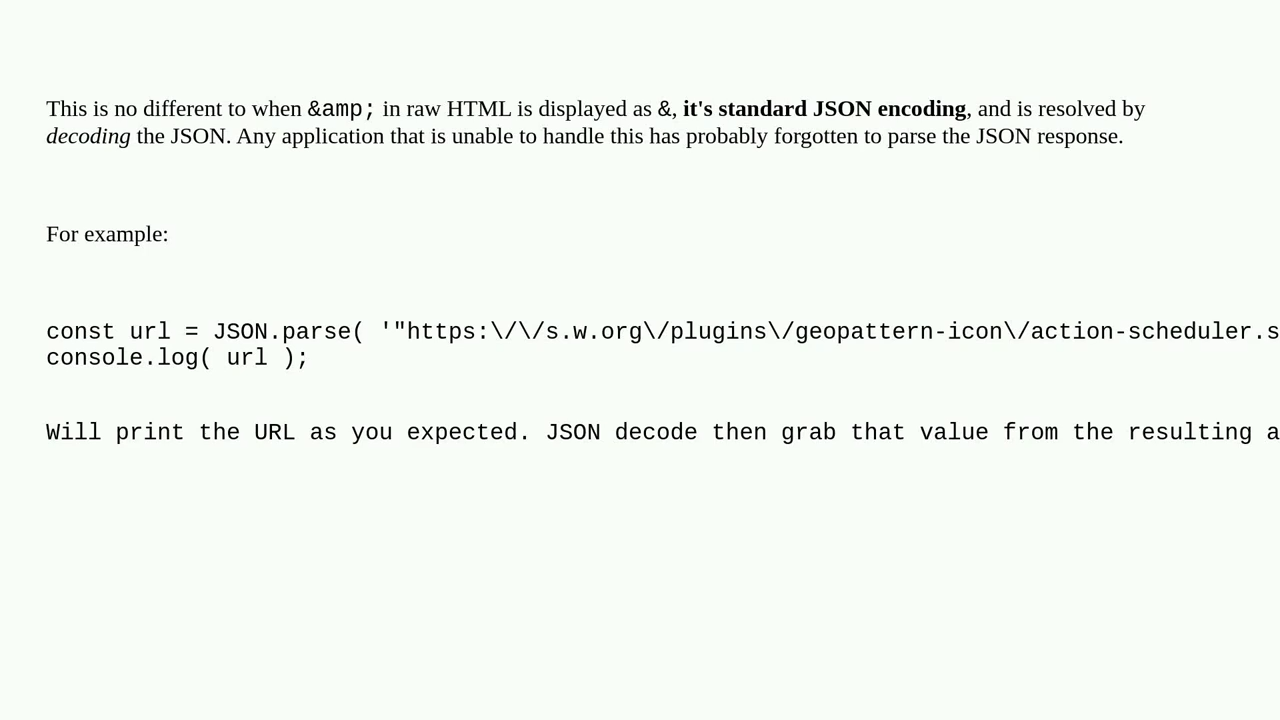 This is no different to when &amp; in raw HTML is displayed as &, it's standard JSON encoding, and is resolved by
decoding the JSON. Any application that is unable to handle this has probably forgotten to parse the JSON response.
For example:
const url = JSON.parse( '"https:\/\/s.w.org\/plugins\/geopattern-icon\/action-scheduler.s
console.log( url );
Will print the URL as you expected. JSON decode then grab that value from the resulting a